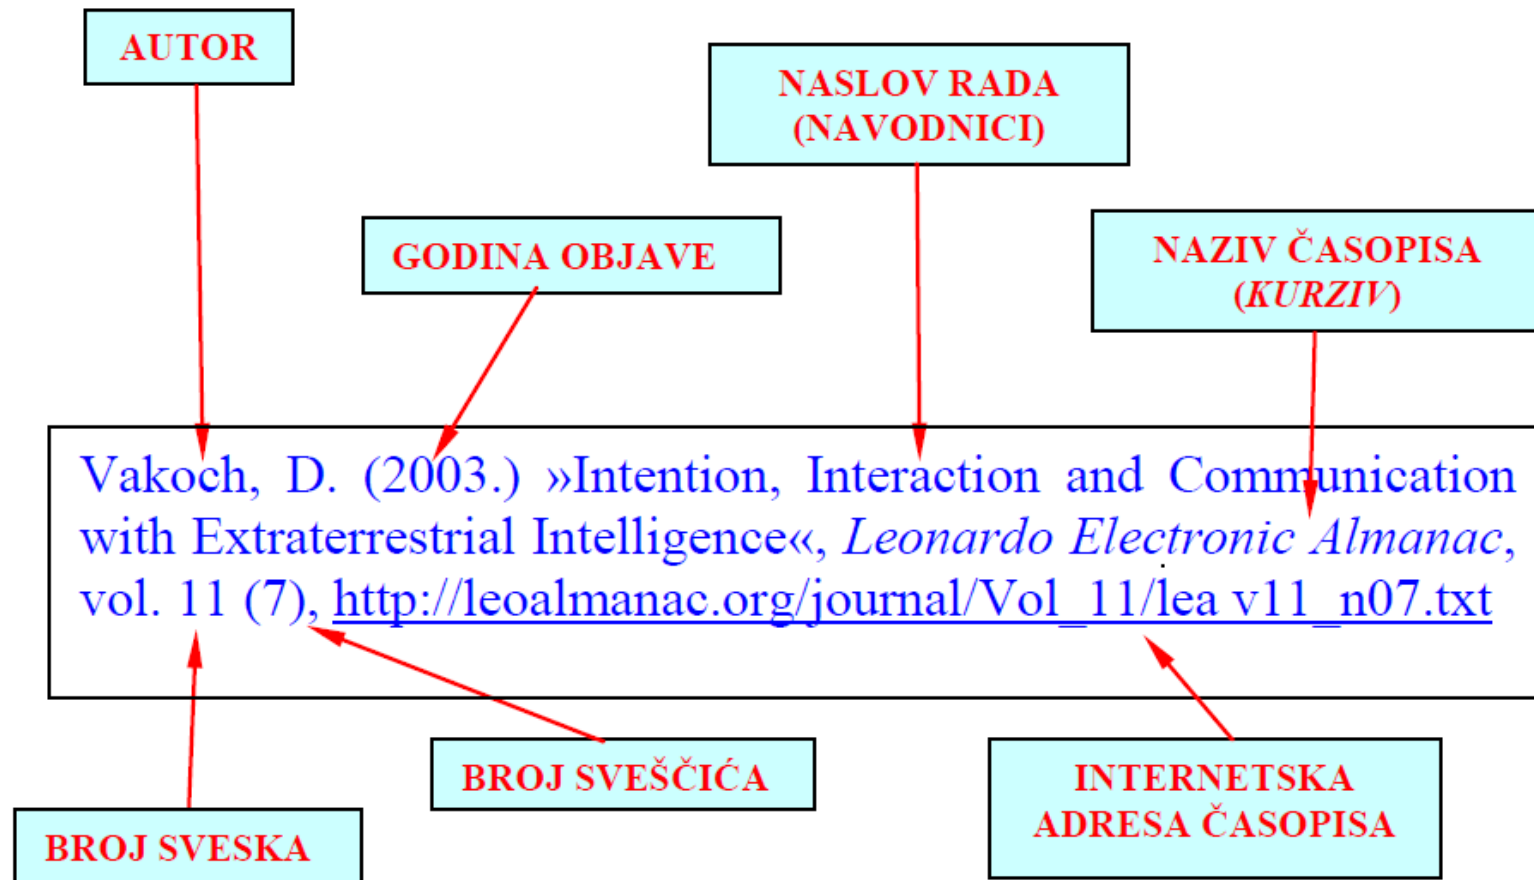 AUTOR
NASLOV RADA
(NAVODNICI)
GODINA OBJAVE
NAZIV ČASOPISA
(KURZIV)
Vakoch, D. (2003.) »Intention, Interaction and Communication
with Extraterrestrial Intelligence«, Leonardo Electronic Almanac,
vol. 11 (7), http://leoalmanac.org/journal/Vol_11/lea v11_n07.txt
BROJ SVEŠČIĆA
INTERNETSKA
ADRESA ČASOPISA
BROJ SVESKA